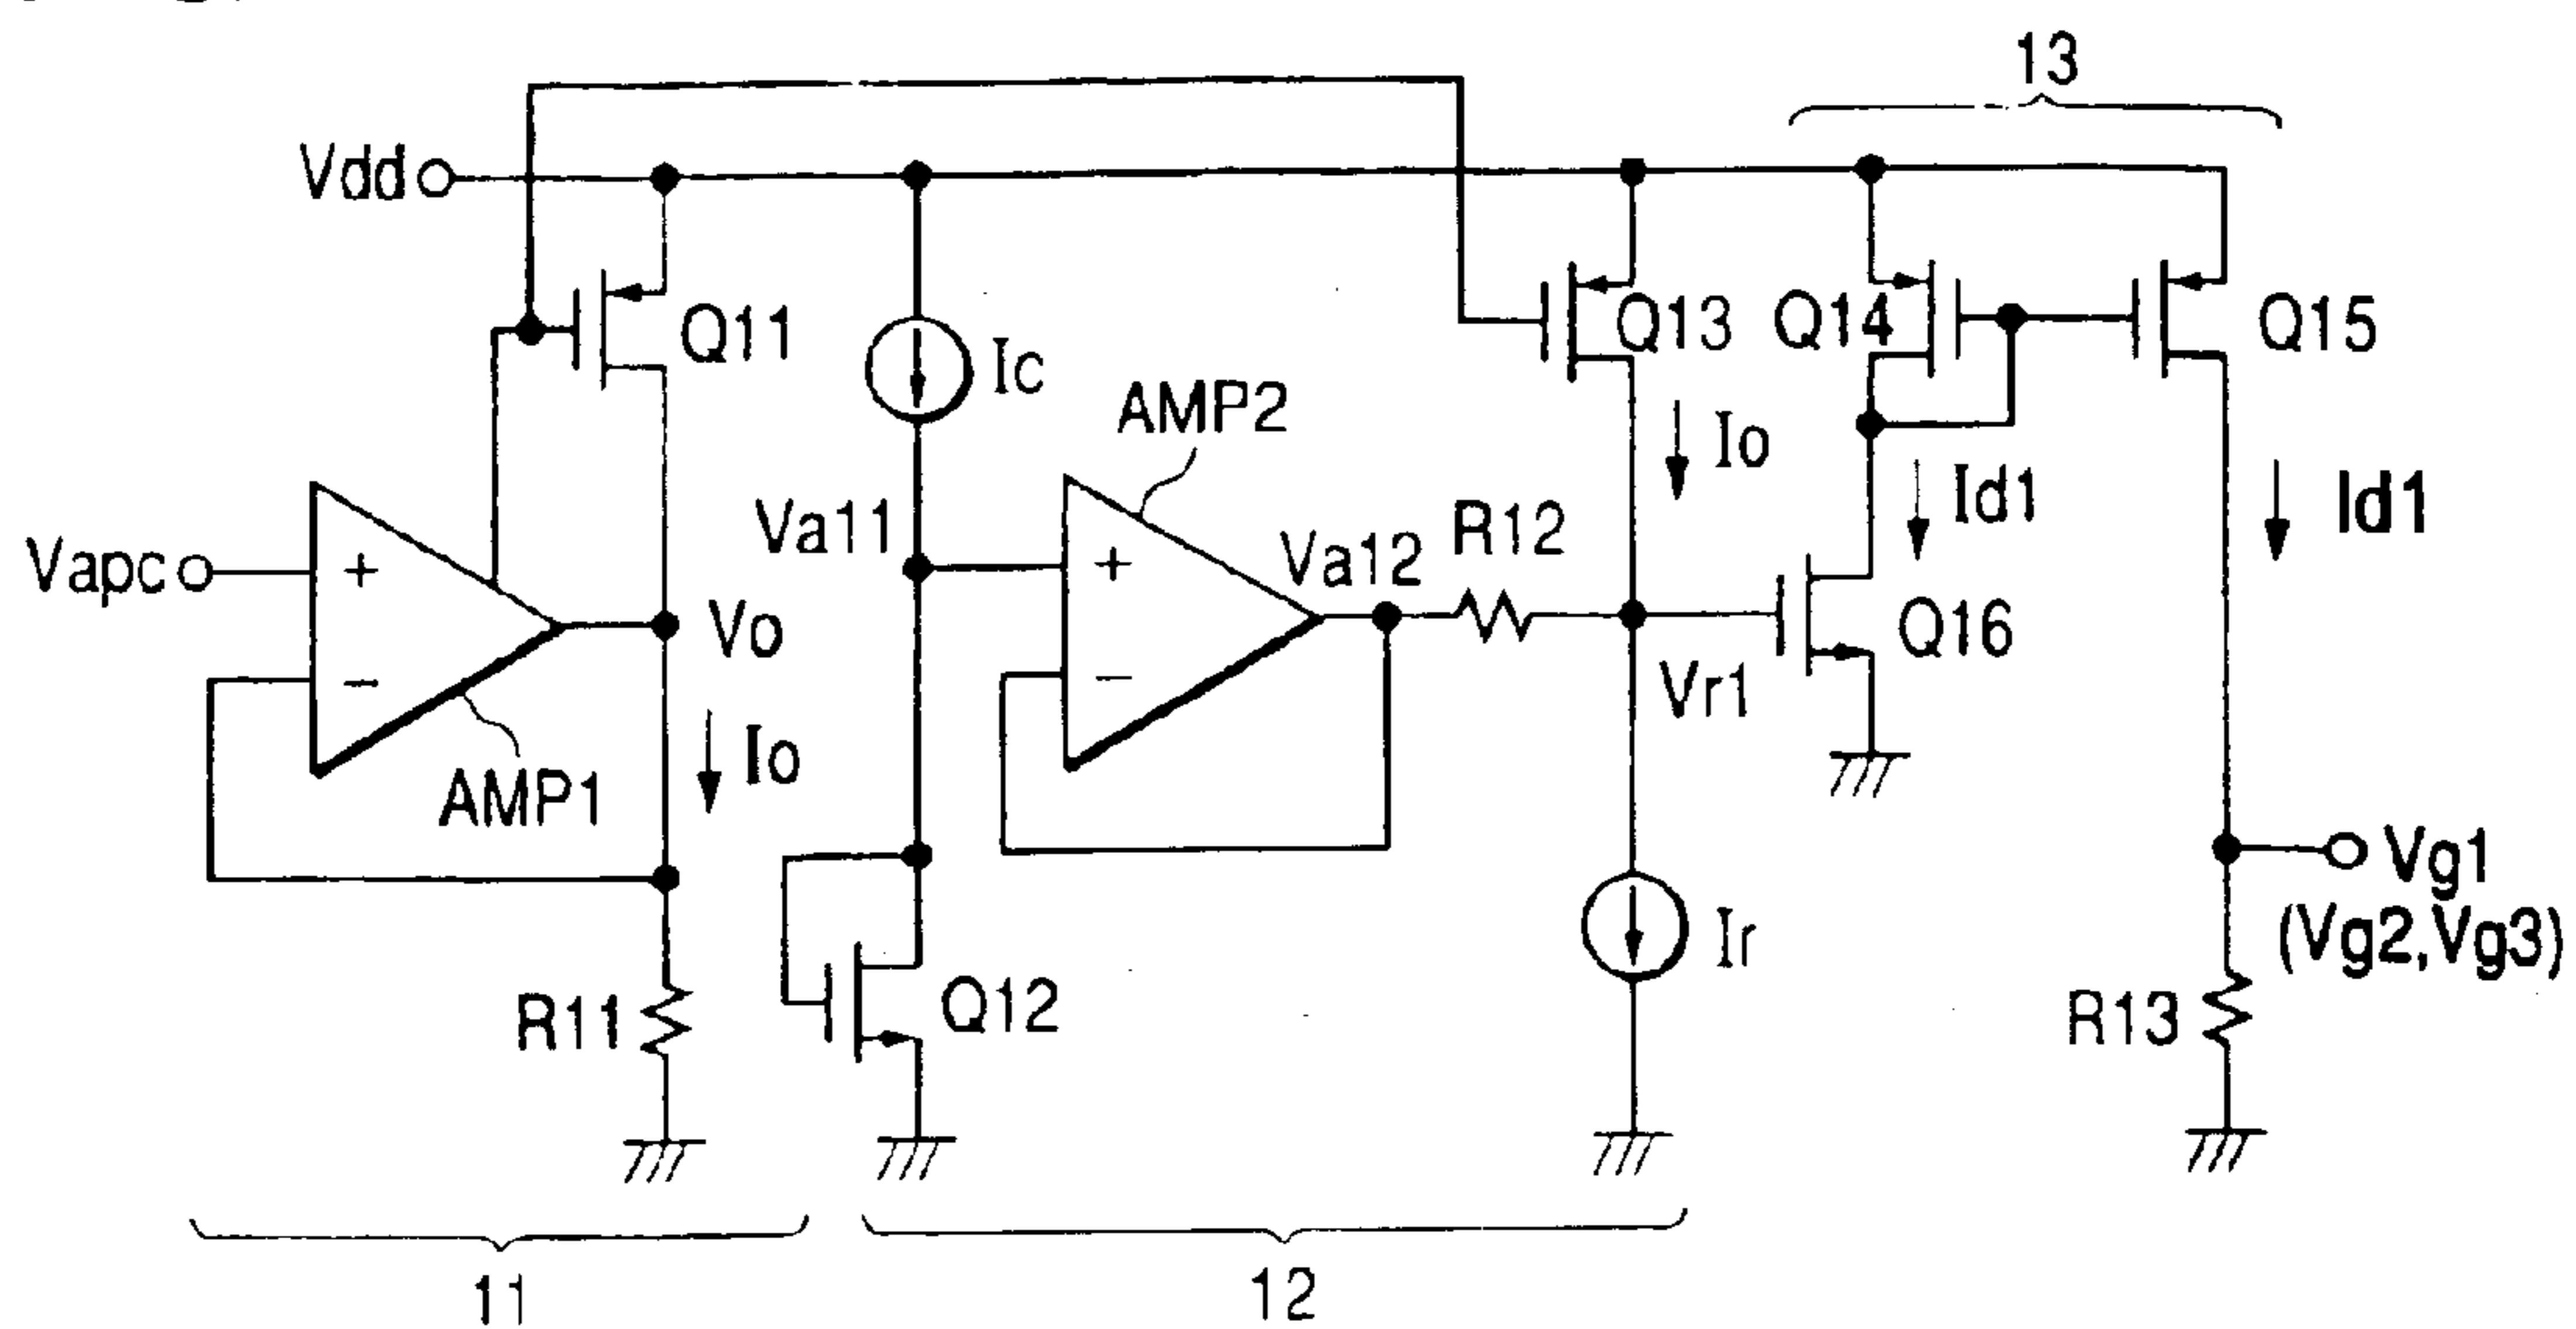 13
Vdd
Q11
Ic
Q13
Q14
Q15
AMP2
Io
Id1
Id1
Va11
Va12
R12
Vapc
+
+
Vo
Q16
Vr1
−
−
Io
AMP1
Vg1
(Vg2,Vg3)
Ir
R11
Q12
R13
11
12